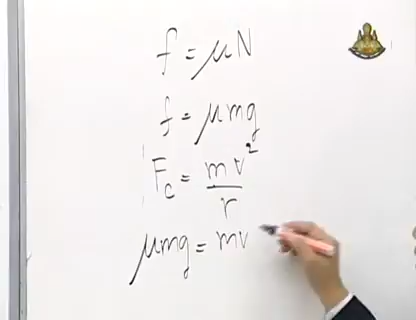 f = μN
f = μmg
Fc = mv²/r
μmg = mv